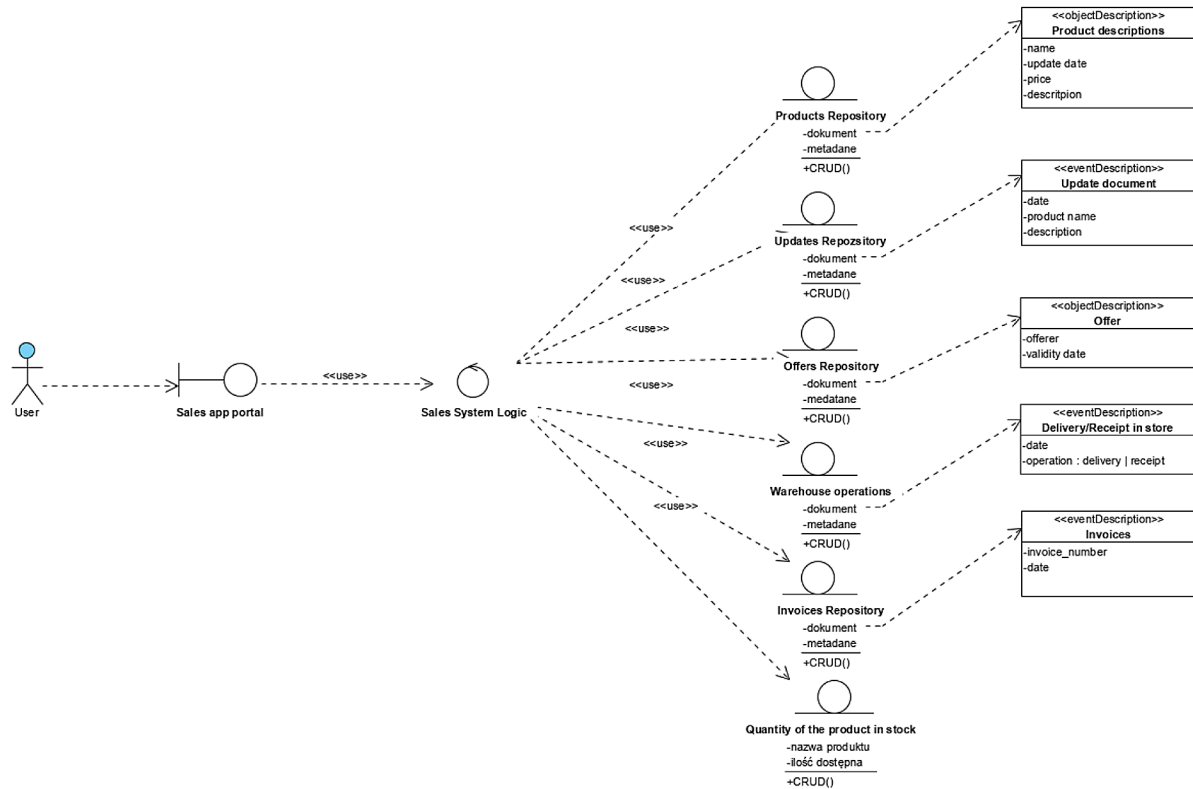 <<objectDescription>>
Product descriptions
-name
-update date
-price
-descritpion
Products Repository
-dokument
-metadane
+CRUD()
<<eventDescription>>
Update document
-date
-product name
-description
<<use>>
Updates Repozsitory
-dokument
-metadane
+CRUD()
<<use>>
<<objectDescription>>
Offer
-offerer
-validity date
<<use>>
Offers Repository
-dokument
-medatane
+CRUD()
User
Sales app portal
<<use>>
Sales System Logic
<<use>>
<<eventDescription>>
Delivery/Receipt in store
-date
-operation : delivery | receipt
<<use>>
Warehouse operations
-dokument
-metadane
+CRUD()
<<use>>
<<eventDescription>>
Invoices
-invoice_number
-date
Invoices Repository
-dokument
-metadane
+CRUD()
Quantity of the product in stock
-nazwa produktu
-ilość dostępna
+CRUD()